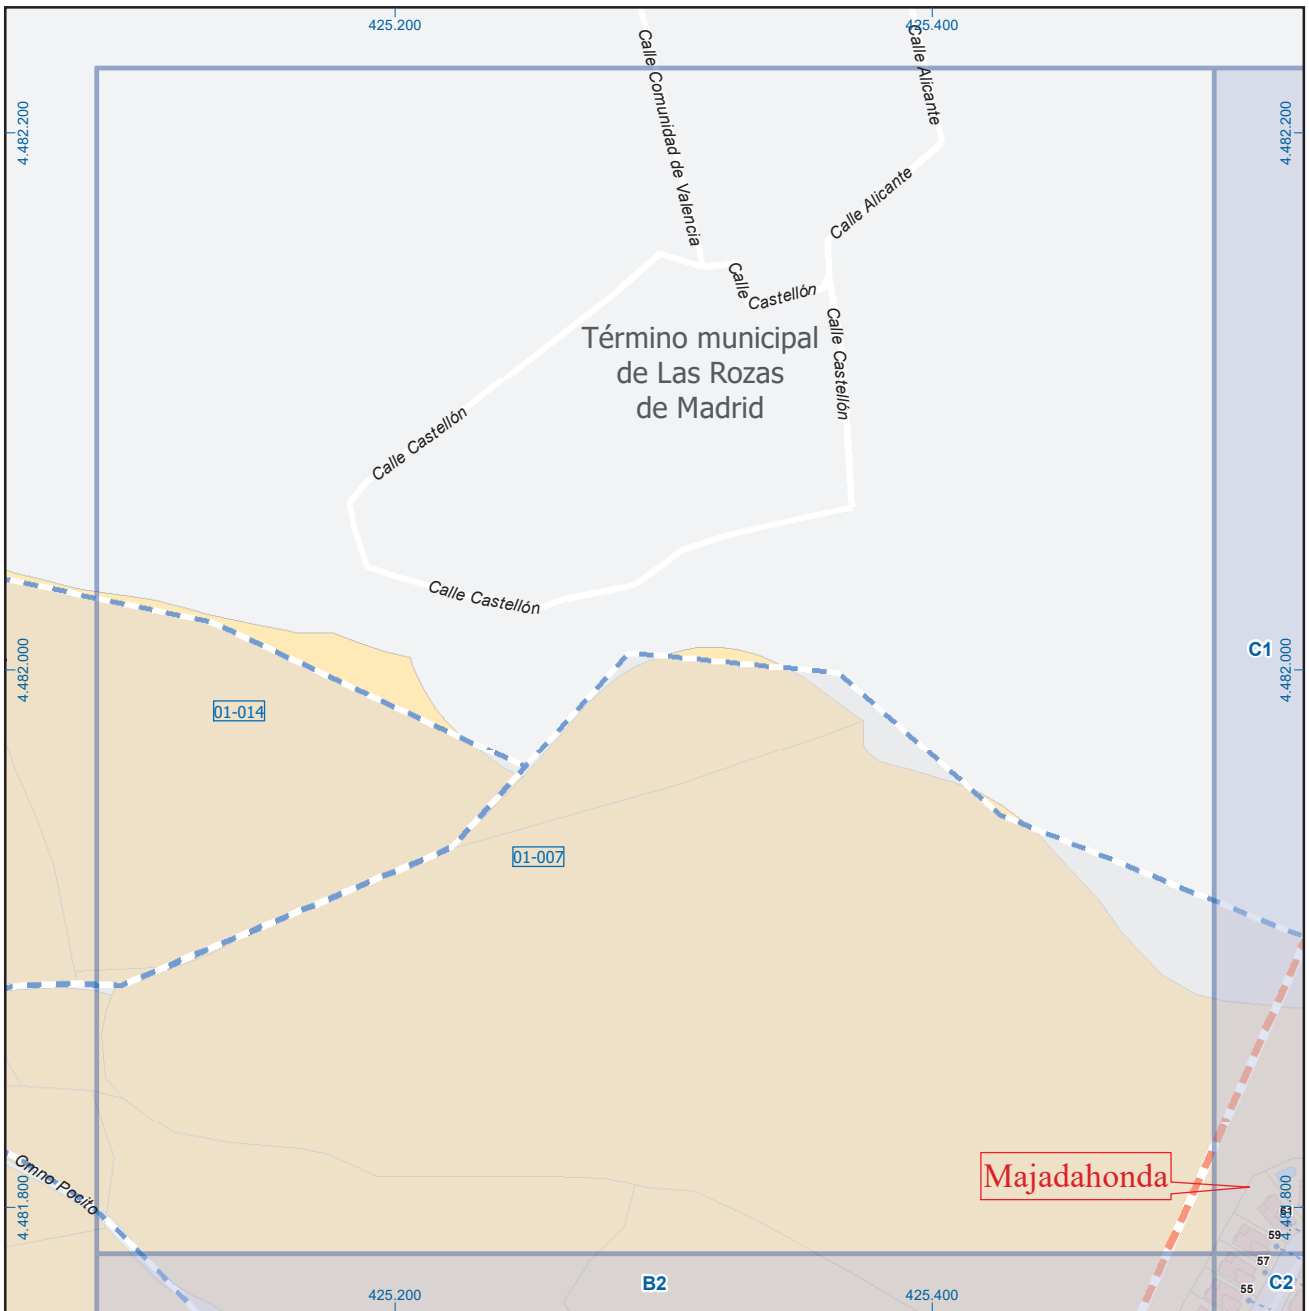 425.200
425.400
Calle Comunidad de Valencia
Calle Alicante
4.482.200
4.482.200
Calle Alicante
Calle
Castellón
Calle Castellón
Término municipal
de Las Rozas
de Madrid
Calle Castellón
Calle Castellón
4.482.000
C1
4.482.000
01-014
01-007
Cmno Pocito
Majadahonda
4.481.800
4.481.800
59
57
55
B2
C2
425.200
425.400